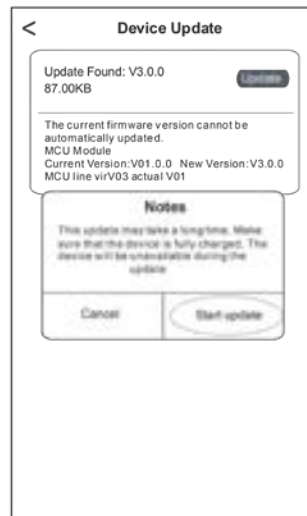 <
Device Update
Update Found: V3.0.0
87.00KB
Update
The current firmware version cannot be
automatically updated.
MCU Module
Current Version:V01.0.0 New Version:V3.0.0
MCU line virV03 actual V01
Notes
This update may take a long time. Make
sure that the device is fully charged. The
device will be unavailable during the
update
Cancel
Start update